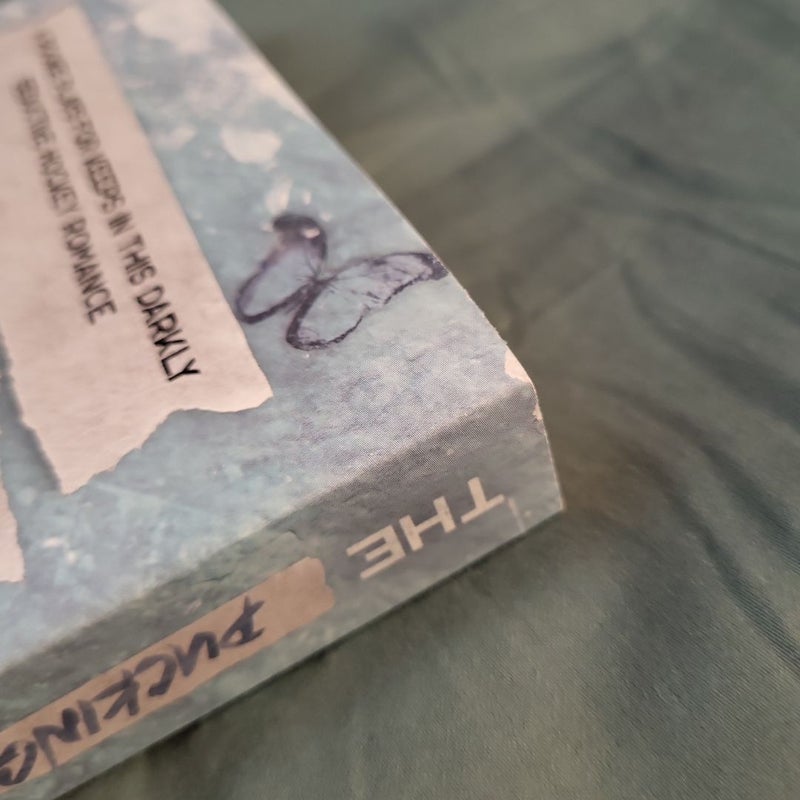 FOR KEEPS IN THIS DARKLY
SEDUCTIVE HOCKEY ROMANCE
THE
PUCKING